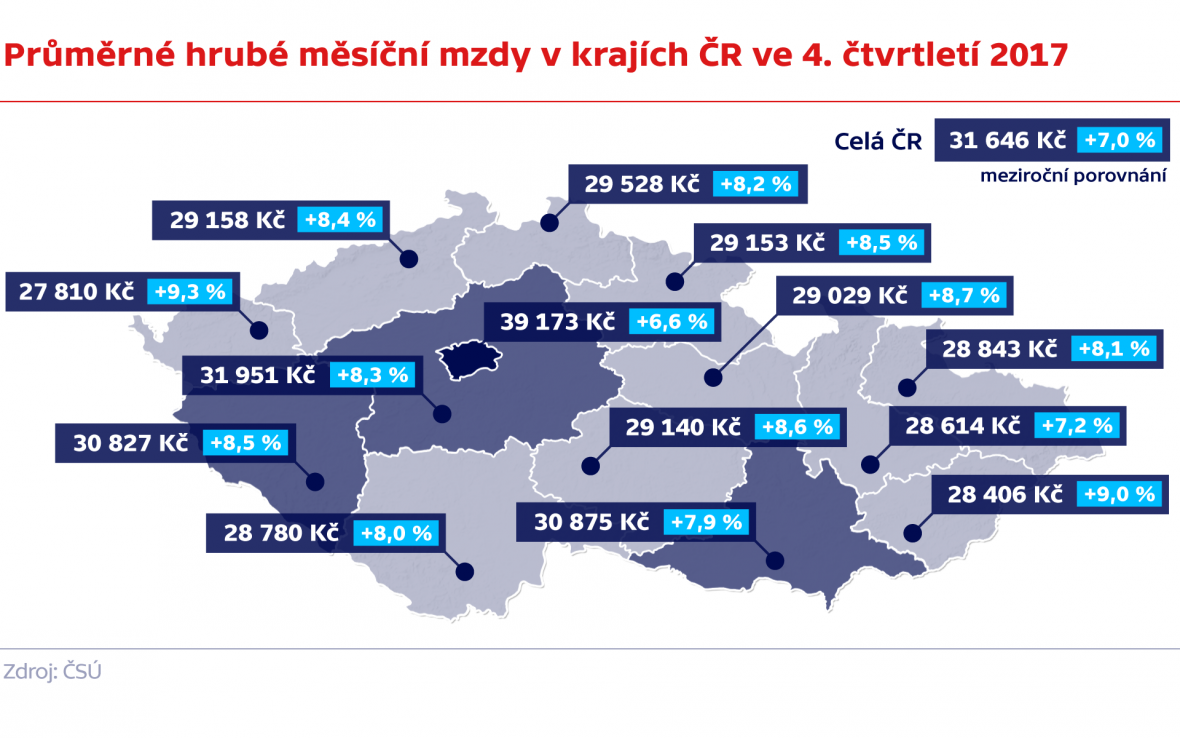 Průměrné hrubé měsíční mzdy v krajích ČR ve 4. čtvrtletí 2017
Celá ČR 31 646 Kč +7,0 %
meziroční porovnání
29 528 Kč +8,2 %
29 158 Kč +8,4 %
29 153 Kč +8,5 %
27 810 Kč +9,3 %
29 029 Kč +8,7 %
39 173 Kč +6,6 %
28 843 Kč +8,1 %
31 951 Kč +8,3 %
29 140 Kč +8,6 %
28 614 Kč +7,2 %
30 827 Kč +8,5 %
28 406 Kč +9,0 %
30 875 Kč +7,9 %
28 780 Kč +8,0 %
Zdroj: ČSÚ